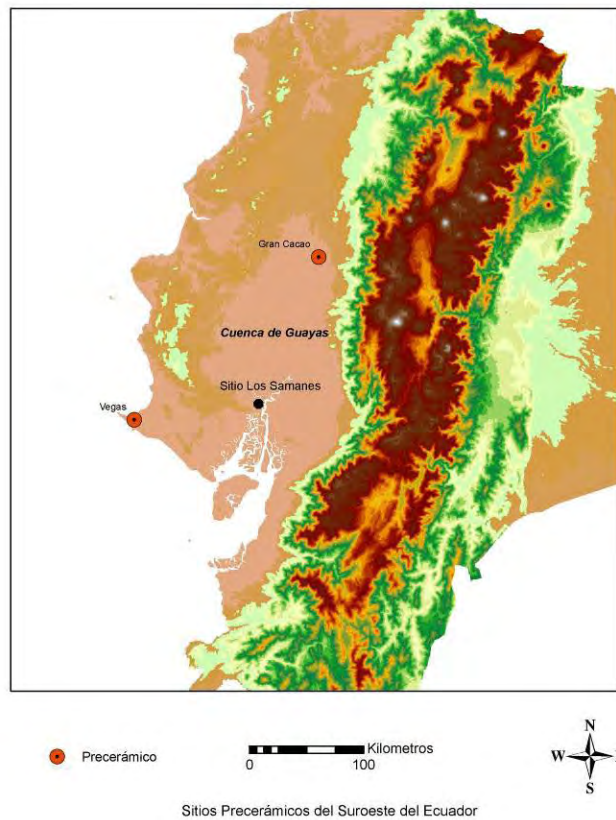 Gran Cacao
Cuenca de Guayas
Sitio Los Samanes
Vegas
Precerámico
Kilometros
0 100
N
W
S
Sitios Precerámicos del Suroeste del Ecuador